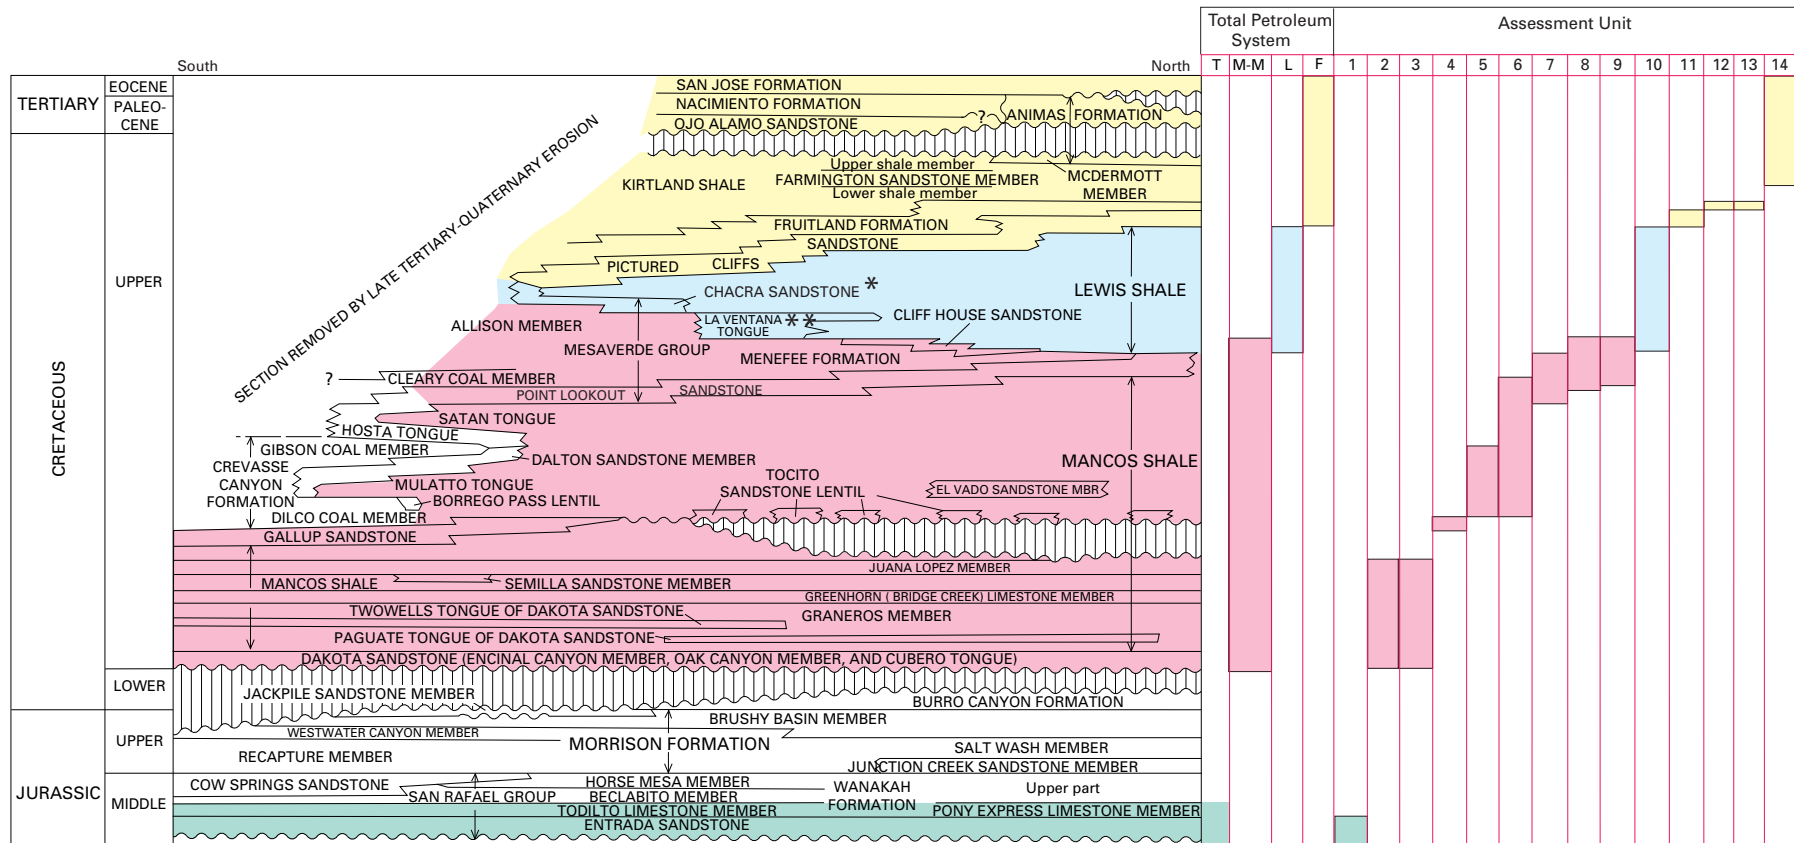 Total Petroleum
System
Assessment Unit
South
North
T
M-M
L
F
1
2
3
4
5
6
7
8
9
10
11
12
13
14
TERTIARY
EOCENE
PALEO-
CENE
CRETACEOUS
UPPER
LOWER
JURASSIC
UPPER
MIDDLE
SECTION REMOVED BY LATE TERTIARY-QUATERNARY EROSION
SAN JOSE FORMATION
NACIMIENTO FORMATION
?
ANIMAS FORMATION
OJO ALAMO SANDSTONE
Upper shale member
KIRTLAND SHALE
FARMINGTON SANDSTONE MEMBER
MCDERMOTT
MEMBER
Lower shale member
FRUITLAND FORMATION
SANDSTONE
PICTURED
CLIFFS
CHACRA SANDSTONE *
LEWIS SHALE
LA VENTANA **
TONGUE
CLIFF HOUSE SANDSTONE
ALLISON MEMBER
MESAVERDE GROUP
MENEFEE FORMATION
?
CLEARY COAL MEMBER
POINT LOOKOUT
SANDSTONE
SATAN TONGUE
HOSTA TONGUE
GIBSON COAL MEMBER
DALTON SANDSTONE MEMBER
MANCOS SHALE
CREVASSE
CANYON
FORMATION
MULATTO TONGUE
TOCITO
SANDSTONE LENTIL
EL VADO SANDSTONE MBR
BORREGO PASS LENTIL
DILCO COAL MEMBER
GALLUP SANDSTONE
JUANA LOPEZ MEMBER
MANCOS SHALE
SEMILLA SANDSTONE MEMBER
GREENHORN ( BRIDGE CREEK) LIMESTONE MEMBER
TWOWELLS TONGUE OF DAKOTA SANDSTONE
GRANEROS MEMBER
PAGUATE TONGUE OF DAKOTA SANDSTONE
DAKOTA SANDSTONE (ENCINAL CANYON MEMBER, OAK CANYON MEMBER, AND CUBERO TONGUE)
JACKPILE SANDSTONE MEMBER
BURRO CANYON FORMATION
BRUSHY BASIN MEMBER
WESTWATER CANYON MEMBER
MORRISON FORMATION
SALT WASH MEMBER
RECAPTURE MEMBER
JUNCTION CREEK SANDSTONE MEMBER
COW SPRINGS SANDSTONE
HORSE MESA MEMBER
WANAKAH
FORMATION
Upper part
SAN RAFAEL GROUP
BECLABITO MEMBER
TODILTO LIMESTONE MEMBER
PONY EXPRESS LIMESTONE MEMBER
ENTRADA SANDSTONE